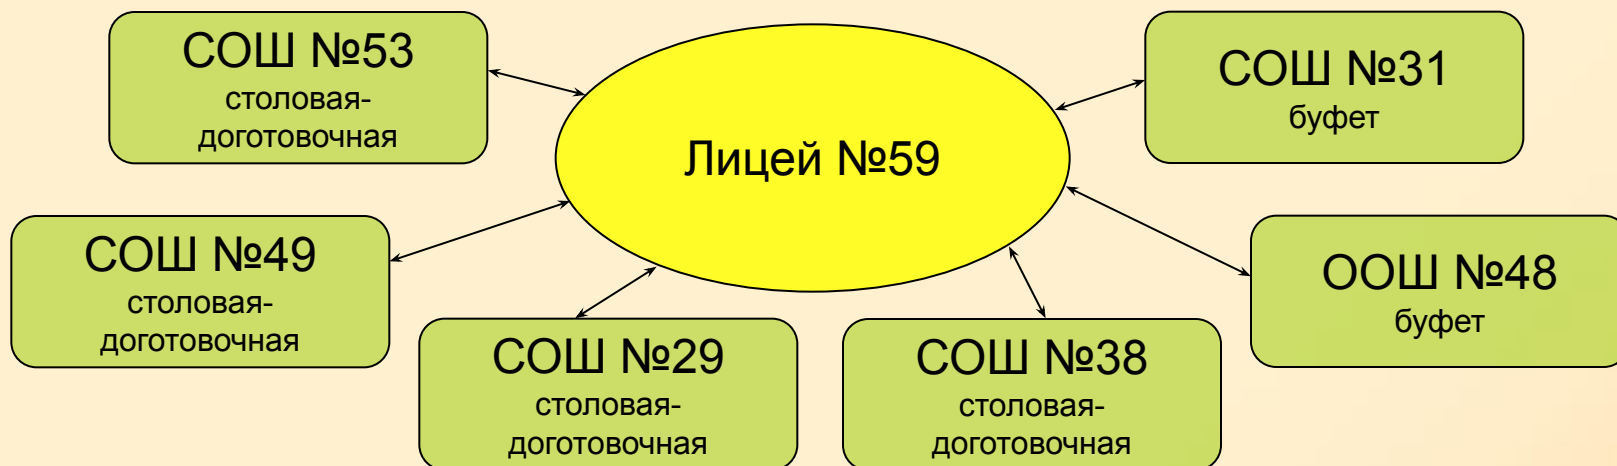 СОШ №53
столовая-
доготовочная
Лицей №59
СОШ №31
буфет
СОШ №49
столовая-
доготовочная
ООШ №48
буфет
СОШ №29
столовая-
доготовочная
СОШ №38
столовая-
доготовочная